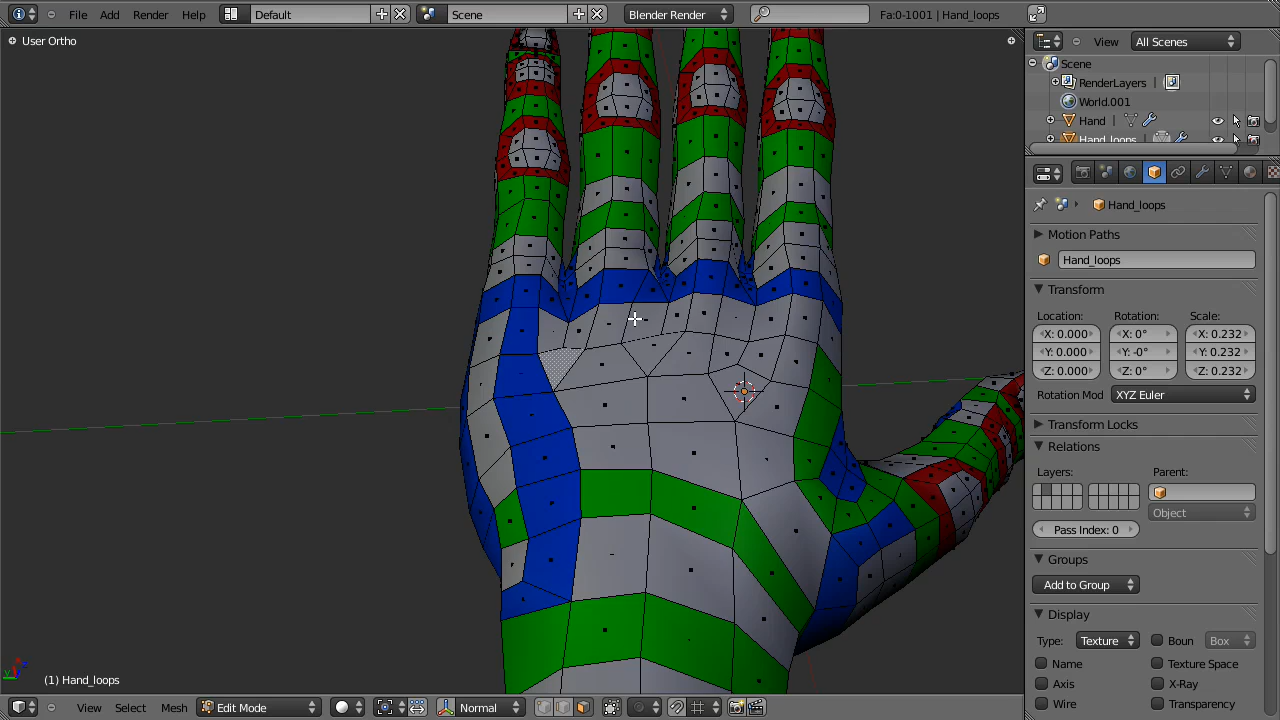 File Add Render Help Default Scene Blender Render Fa:0-1001 | Hand_loops
User Ortho
View All Scenes
Scene
RenderLayers
World.001
Hand
Hand_loops
Hand_loops
Motion Paths
Hand_loops
Transform
Location: Rotation: Scale:
X: 0.000 X: 0° X: 0.232
Y: 0.000 Y: -0° Y: 0.232
Z: 0.000 Z: 0° Z: 0.232
Rotation Mod XYZ Euler
Transform Locks
Relations
Layers: Parent:
Object
Pass Index: 0
Groups
Add to Group
Display
Type: Texture Boun Box
Name Texture Space
Axis X-Ray
Wire Transparency
(1) Hand_loops
View Select Mesh Edit Mode Normal